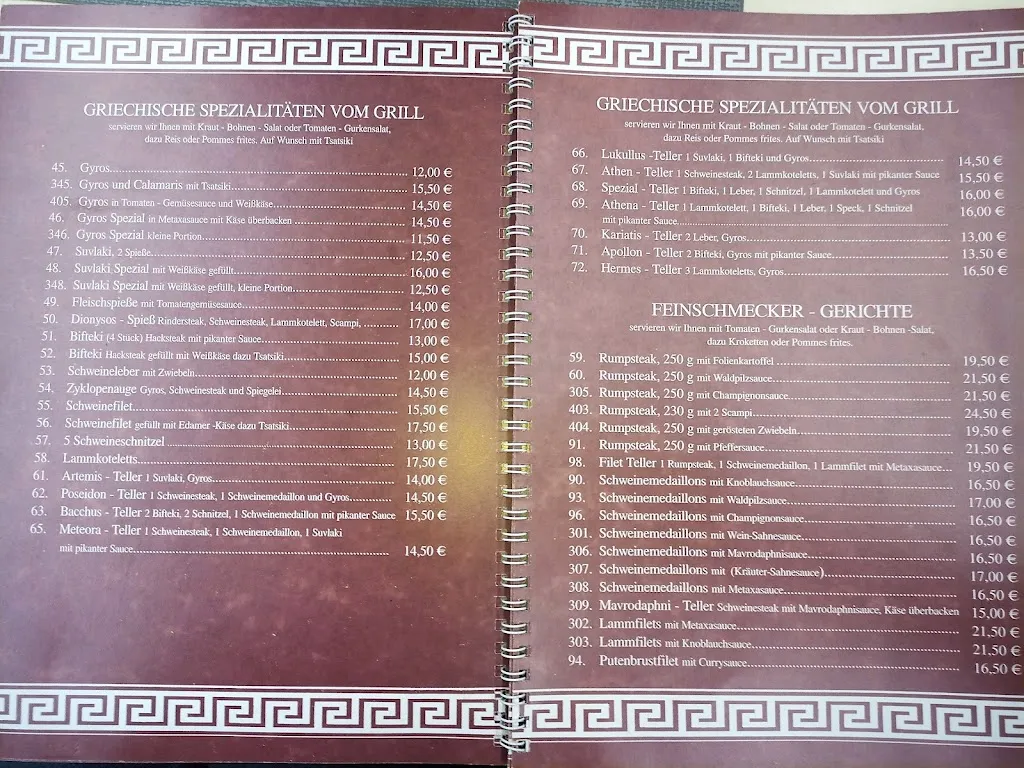 GRIECHISCHE SPEZIALITÄTEN VOM GRILL
servieren wir Ihnen mit Kraut - Bohnen - Salat oder Tomaten - Gurkensalat,
dazu Reis oder Pommes frites. Auf Wunsch mit Tsatsiki
45. Gyros 12,00 €
345. Gyros und Calamaris mit Tsatsiki 15,50 €
405. Gyros in Tomaten - Gemüsesauce und Weißkäse 14,50 €
46. Gyros Spezial in Metaxasauce mit Käse überbacken 14,50 €
346. Gyros Spezial kleine Portion 11,50 €
47. Suvlaki, 2 Spieße 12,50 €
48. Suvlaki Spezial mit Weißkäse gefüllt 16,00 €
348. Suvlaki Spezial mit Weißkäse gefüllt, kleine Portion 12,50 €
49. Fleischspieße mit Tomatengemüsesauce 14,00 €
50. Dionysos - Spieß Rindersteak, Schweinesteak, Lammkotelett, Scampi, 17,00 €
51. Bifteki (4 Stück) Hacksteak mit pikanter Sauce 13,00 €
52. Bifteki Hacksteak gefüllt mit Weißkäse dazu Tsatsiki 15,00 €
53. Schweineleber mit Zwiebeln 12,00 €
54. Zyklopenauge Gyros, Schweinesteak und Spiegelei 14,50 €
55. Schweinefilet 15,50 €
56. Schweinefilet gefüllt mit Edamer -Käse dazu Tsatsiki 17,50 €
57. 5 Schweineschnitzel 13,00 €
58. Lammkoteletts 17,50 €
61. Artemis - Teller 1 Suvlaki, Gyros 14,00 €
62. Poseidon - Teller 1 Schweinesteak, 1 Schweinemedaillon und Gyros 14,50 €
63. Bacchus - Teller 2 Bifteki, 2 Schnitzel, 1 Schweinemedaillon mit pikanter Sauce 15,50 €
65. Meteora - Teller 1 Schweinesteak, 1 Schweinemedaillon, 1 Suvlaki
mit pikanter Sauce 14,50 €
GRIECHISCHE SPEZIALITÄTEN VOM GRILL
servieren wir Ihnen mit Kraut - Bohnen - Salat oder Tomaten - Gurkensalat,
dazu Reis oder Pommes frites. Auf Wunsch mit Tsatsiki
66. Lukullus -Teller 1 Suvlaki, 1 Bifteki und Gyros 14,50 €
67. Athen - Teller 1 Schweinesteak, 2 Lammkoteletts, 1 Suvlaki mit pikanter Sauce 15,50 €
68. Spezial - Teller 1 Bifteki, 1 Leber, 1 Schnitzel, 1 Lammkotelett und Gyros 16,00 €
69. Athena - Teller 1 Lammkotelett, 1 Bifteki, 1 Leber, 1 Speck, 1 Schnitzel 16,00 €
mit pikanter Sauce
70. Kariatis - Teller 2 Leber, Gyros 13,00 €
71. Apollon - Teller 2 Bifteki, Gyros mit pikanter Sauce 13,50 €
72. Hermes - Teller 3 Lammkoteletts, Gyros 16,50 €
FEINSCHMECKER - GERICHTE
servieren wir Ihnen mit Tomaten - Gurkensalat oder Kraut - Bohnen -Salat,
dazu Kroketten oder Pommes frites.
59. Rumpsteak, 250 g mit Folienkartoffel 19,50 €
60. Rumpsteak, 250 g mit Waldpilzsauce 21,50 €
305. Rumpsteak, 250 g mit Champignonsauce 21,50 €
403. Rumpsteak, 230 g mit 2 Scampi 24,50 €
404. Rumpsteak, 250 g mit gerösteten Zwiebeln 19,50 €
91. Rumpsteak, 250 g mit Pfeffersauce 21,50 €
98. Filet Teller 1 Rumpsteak, 1 Schweinemedaillon, 1 Lammfilet mit Metaxasauce 19,50 €
90. Schweinemedaillons mit Knoblauchsauce 16,50 €
93. Schweinemedaillons mit Waldpilzsauce 17,00 €
96. Schweinemedaillons mit Champignonsauce 16,50 €
301. Schweinemedaillons mit Wein-Sahnesauce 16,50 €
306. Schweinemedaillons mit Mavrodaphnisauce 16,50 €
307. Schweinemedaillons mit (Kräuter-Sahnesauce) 17,00 €
308. Schweinemedaillons mit Metaxasauce 16,50 €
309. Mavrodaphni - Teller Schweinesteak mit Mavrodaphnisauce, Käse überbacken 15,00 €
302. Lammfilets mit Metaxasauce 21,50 €
303. Lammfilets mit Knoblauchsauce 21,50 €
94. Putenbrustfilet mit Currysauce 16,50 €